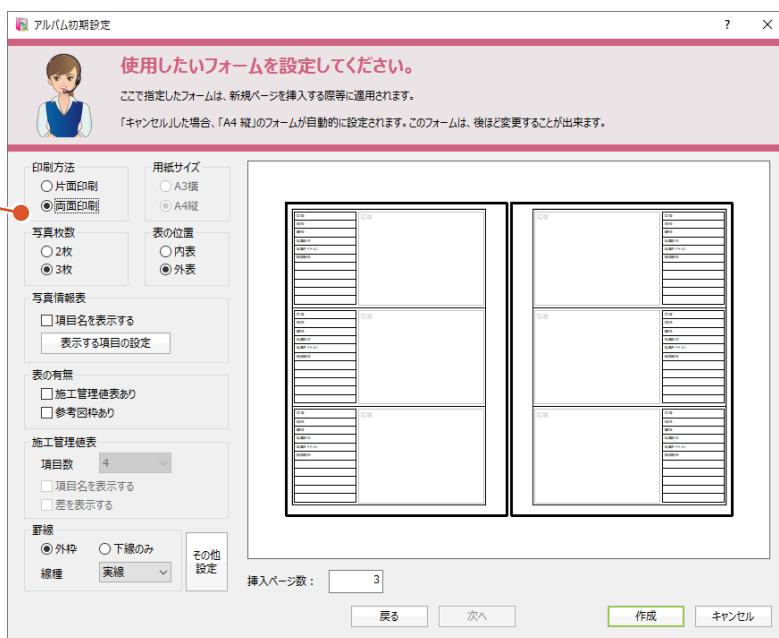 アルバム初期設定
? ×
使用したいフォームを設定してください。
ここで指定したフォームは、新規ページを挿入する際等に適用されます。
「キャンセル」した場合、「A4 縦」のフォームが自動的に設定されます。このフォームは、後ほど変更することが出来ます。
印刷方法
片面印刷
両面印刷
用紙サイズ
A3横
A4縦
写真枚数
2枚
3枚
表の位置
内表
外表
写真情報表
項目名を表示する
表示する項目の設定
表の有無
施工管理値表あり
参考図枠あり
施工管理値表
項目数 4
項目名を表示する
差を表示する
罫線
外枠 下線のみ
線種 実線
その他
設定
挿入ページ数： 3
戻る 次へ 作成 キャンセル